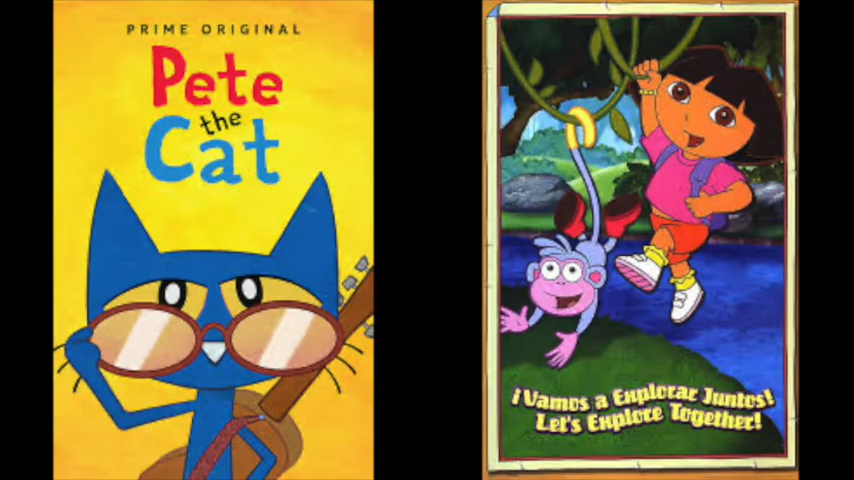 PRIME ORIGINAL
Pete
the
Cat
¡Vamos a Explorar Juntos!
Let's Explore Together!